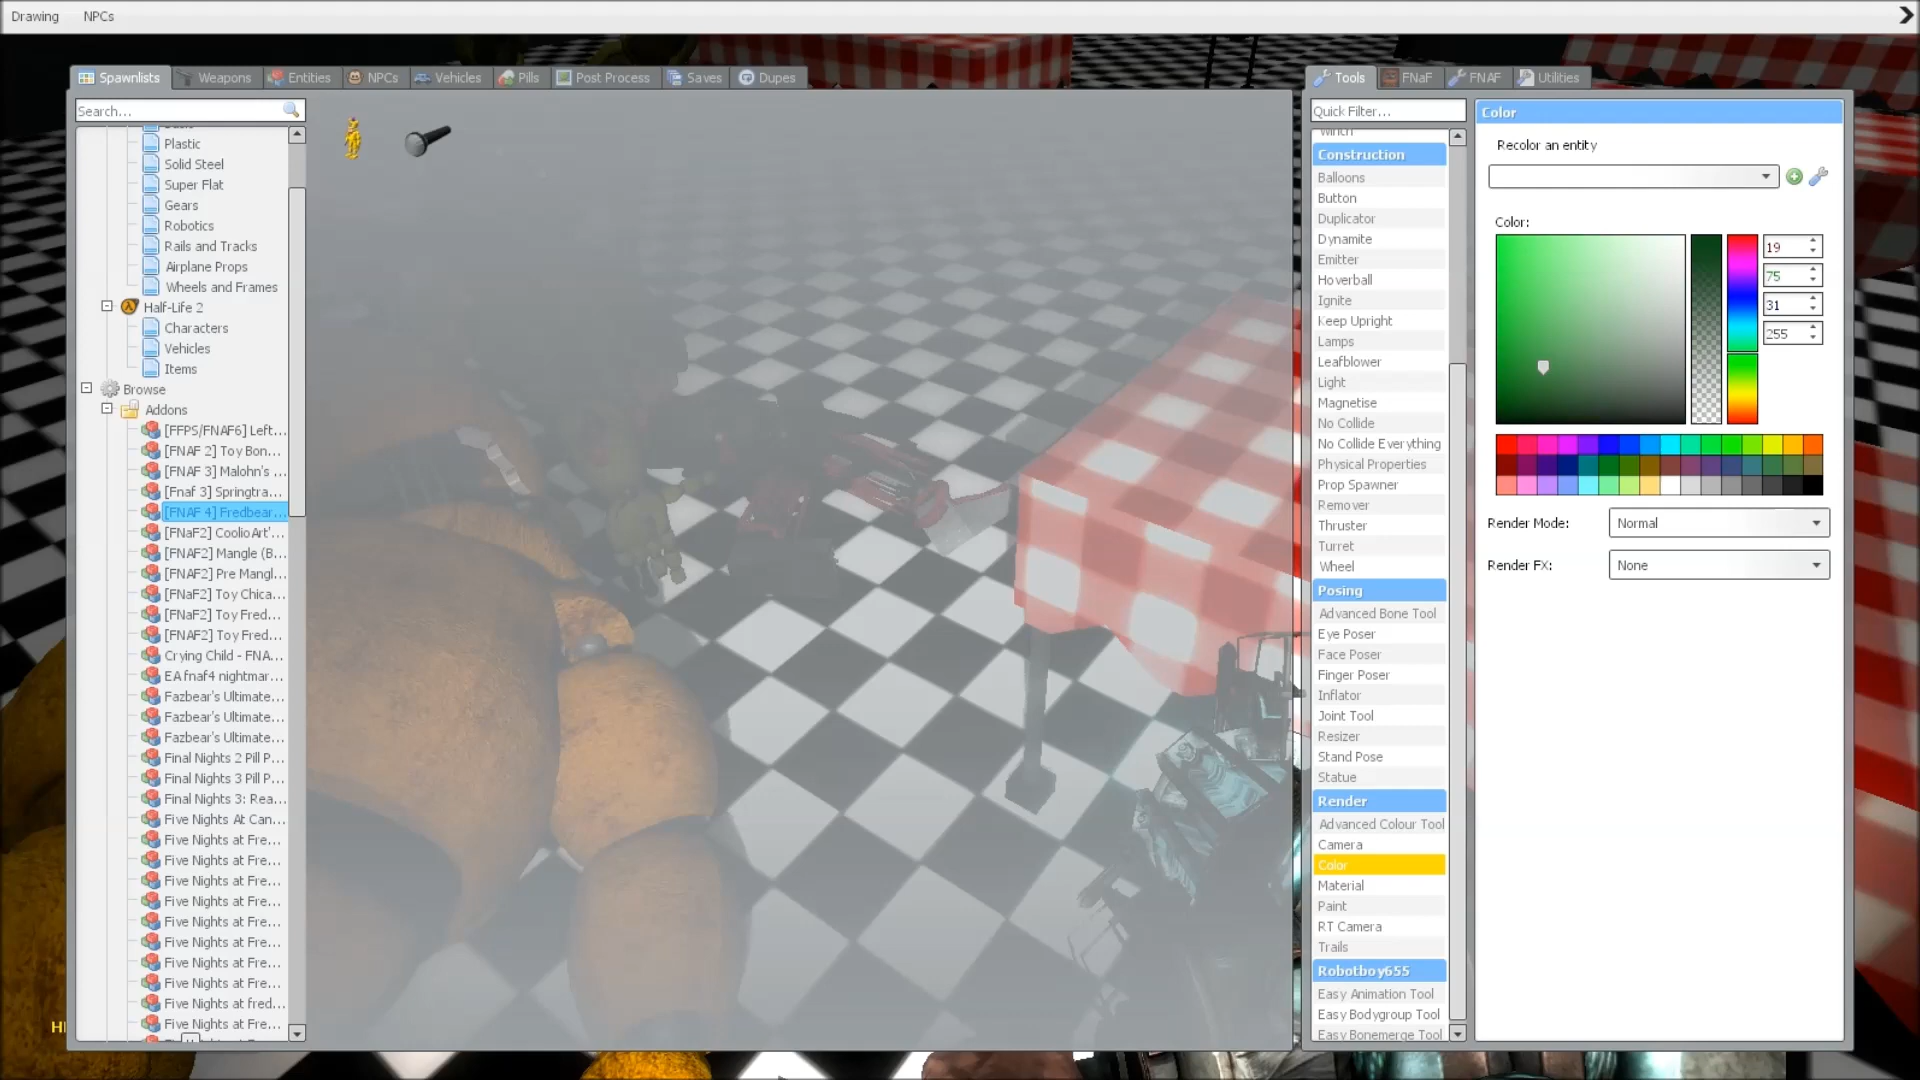 Drawing NPCs
Spawnlists Weapons Entities NPCs Vehicles Pills Post Process Saves Dupes
Search...
Plastic
Solid Steel
Super Flat
Gears
Robotics
Rails and Tracks
Airplane Props
Wheels and Frames
Half-Life 2
Characters
Vehicles
Items
Browse
Addons
[FFPS/FNAF6] Left...
[FNAF 2] Toy Bon...
[FNAF 3] Malohn's ...
[Fnaf 3] Springtra...
[FNAF 4] Fredbear...
[FNaF2] CoolioArt'...
[FNAF2] Mangle (B...
[FNAF2] Pre Mangl...
[FNaF2] Toy Chica...
[FNaF2] Toy Fred...
[FNAF2] Toy Fred...
Crying Child - FNA...
EA fnaf4 nightmar...
Fazbear's Ultimate...
Fazbear's Ultimate...
Fazbear's Ultimate...
Final Nights 2 Pill P...
Final Nights 3 Pill P...
Final Nights 3: Rea...
Five Nights At Can...
Five Nights at Fre...
Five Nights at Fre...
Five Nights at Fre...
Five Nights at Fre...
Five Nights at Fre...
Five Nights at Fre...
Five Nights at Fre...
Five Nights at Fre...
Five Nights at fred...
Five Nights at Fre...
Tools FNaF FNAF Utilities
Quick Filter...
Winch
Construction
Balloons
Button
Duplicator
Dynamite
Emitter
Hoverball
Ignite
Keep Upright
Lamps
Leafblower
Light
Magnetise
No Collide
No Collide Everything
Physical Properties
Prop Spawner
Remover
Thruster
Turret
Wheel
Posing
Advanced Bone Tool
Eye Poser
Face Poser
Finger Poser
Inflator
Joint Tool
Resizer
Stand Pose
Statue
Render
Advanced Colour Tool
Camera
Color
Material
Paint
RT Camera
Trails
Robotboy655
Easy Animation Tool
Easy Bodygroup Tool
Easy Bonemerge Tool
Color
Recolor an entity
Color:
19
75
31
255
Render Mode: Normal
Render FX: None